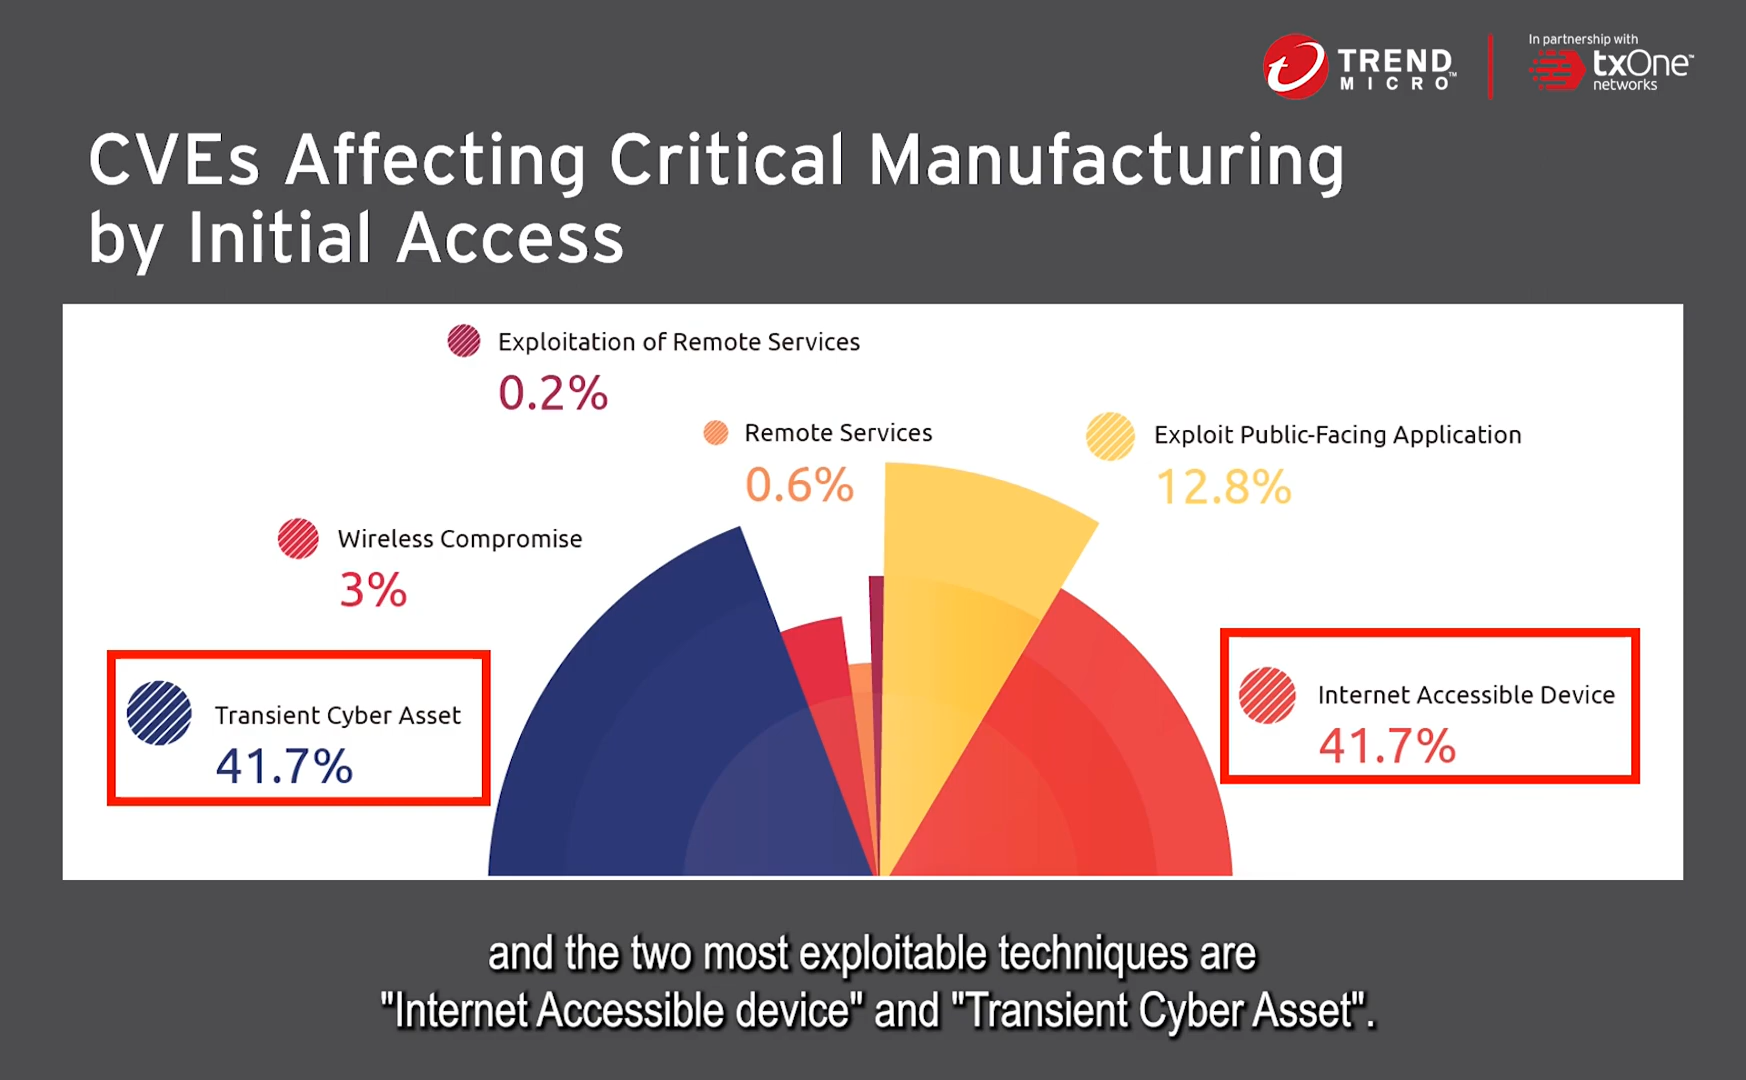 TREND
MICRO™
In partnership with
txOne™
networks
CVEs Affecting Critical Manufacturing
by Initial Access
Exploitation of Remote Services
0.2%
Remote Services
0.6%
Exploit Public-Facing Application
12.8%
Wireless Compromise
3%
Transient Cyber Asset
41.7%
Internet Accessible Device
41.7%
and the two most exploitable techniques are
"Internet Accessible device" and "Transient Cyber Asset".